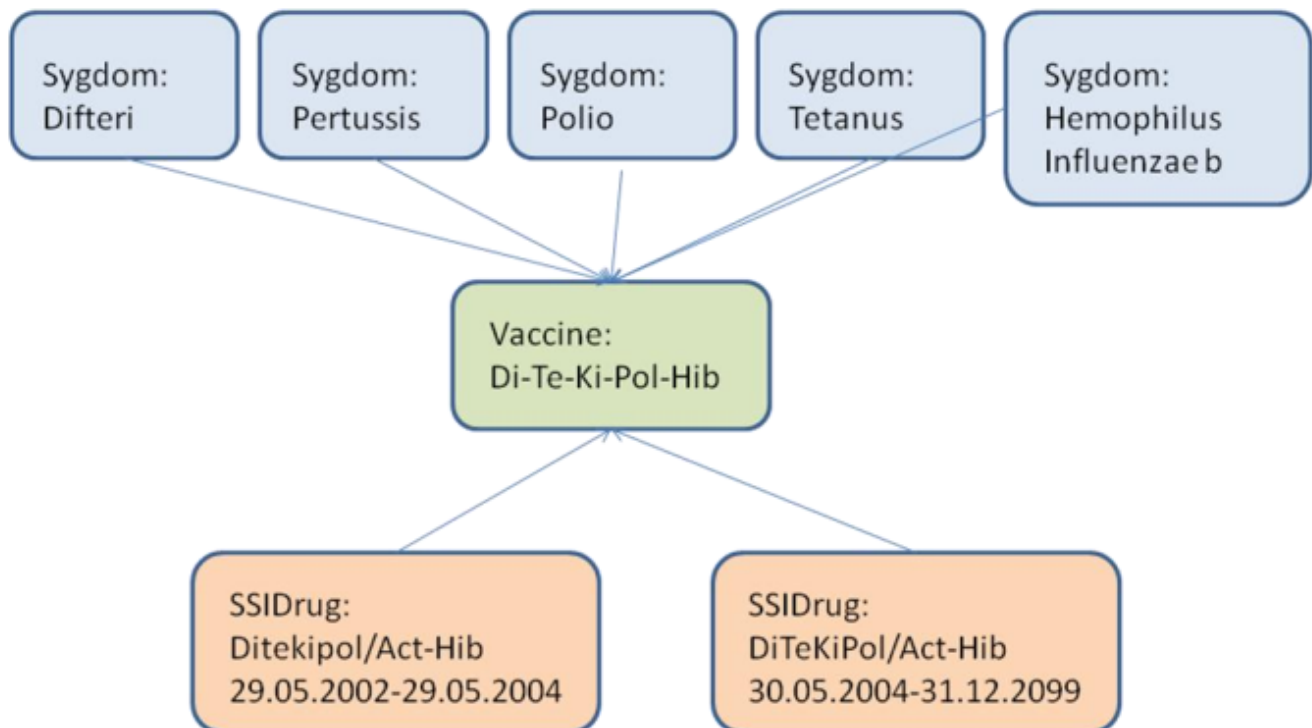 Sygdom:
Difteri
Sygdom:
Pertussis
Sygdom:
Polio
Sygdom:
Tetanus
Sygdom:
Hemophilus
Influenzae b
Vaccine:
Di-Te-Ki-Pol-Hib
SSIDrug:
Ditekipol/Act-Hib
29.05.2002-29.05.2004
SSIDrug:
DiTeKiPol/Act-Hib
30.05.2004-31.12.2099